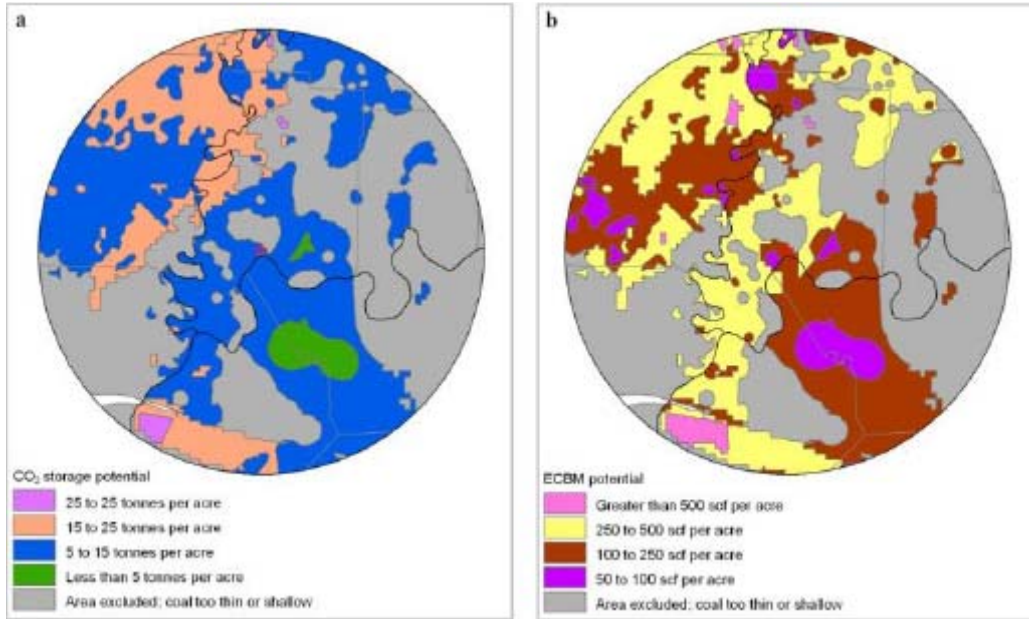 a
CO₂ storage potential
25 to 25 tonnes per acre
15 to 25 tonnes per acre
5 to 15 tonnes per acre
Less than 5 tonnes per acre
Area excluded: coal too thin or shallow
b
ECBM potential
Greater than 500 scf per acre
250 to 500 scf per acre
100 to 250 scf per acre
50 to 100 scf per acre
Area excluded: coal too thin or shallow